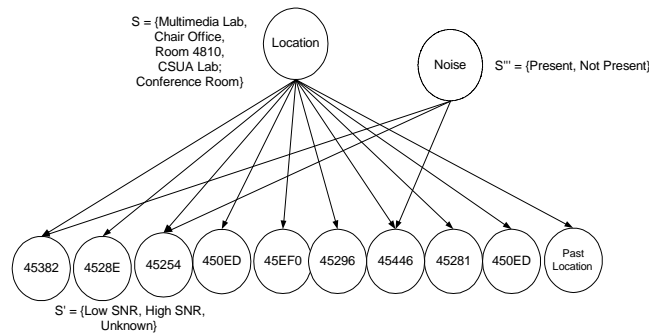 S = {Multimedia Lab,
Chair Office,
Room 4810,
CSUA Lab;
Conference Room}
Location
Noise
S''' = {Present, Not Present}
45382
4528E
45254
450ED
45EF0
45296
45446
45281
450ED
Past
Location
S' = {Low SNR, High SNR,
Unknown}